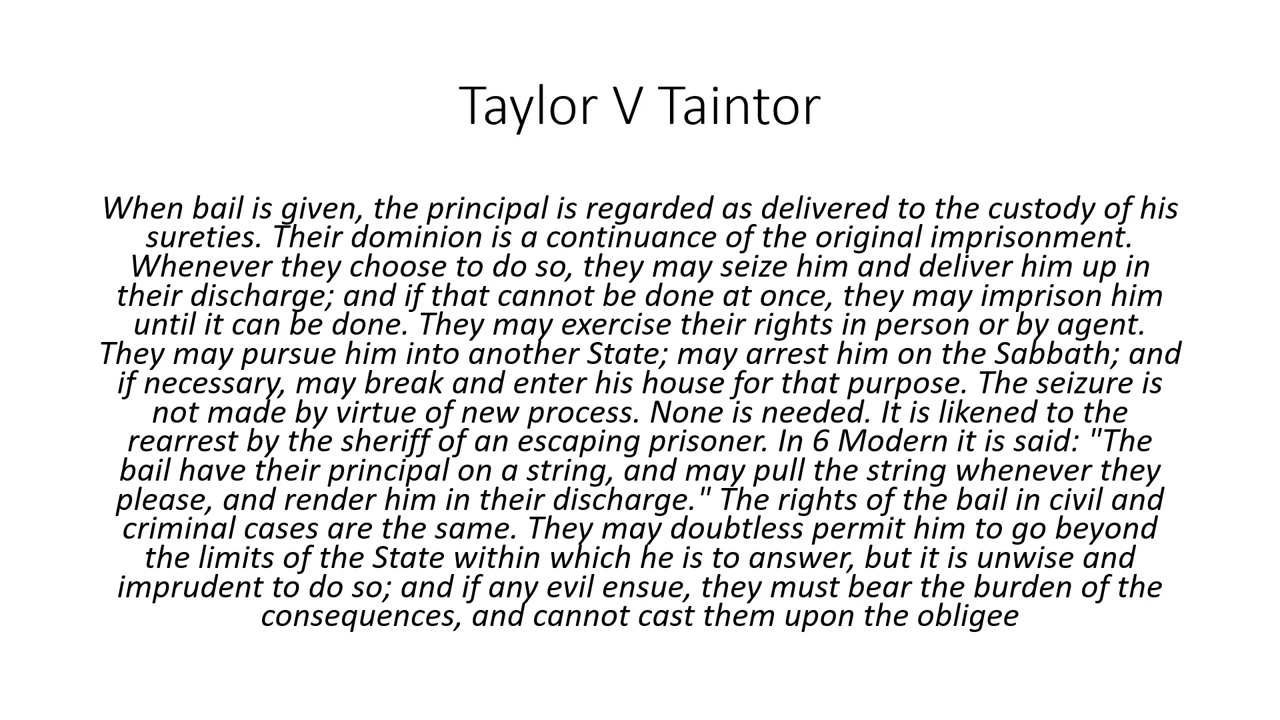 Taylor V Taintor
When bail is given, the principal is regarded as delivered to the custody of his
sureties. Their dominion is a continuance of the original imprisonment.
Whenever they choose to do so, they may seize him and deliver him up in
their discharge; and if that cannot be done at once, they may imprison him
until it can be done. They may exercise their rights in person or by agent.
They may pursue him into another State; may arrest him on the Sabbath; and
if necessary, may break and enter his house for that purpose. The seizure is
not made by virtue of new process. None is needed. It is likened to the
rearrest by the sheriff of an escaping prisoner. In 6 Modern it is said: "The
bail have their principal on a string, and may pull the string whenever they
please, and render him in their discharge." The rights of the bail in civil and
criminal cases are the same. They may doubtless permit him to go beyond
the limits of the State within which he is to answer, but it is unwise and
imprudent to do so; and if any evil ensue, they must bear the burden of the
consequences, and cannot cast them upon the obligee